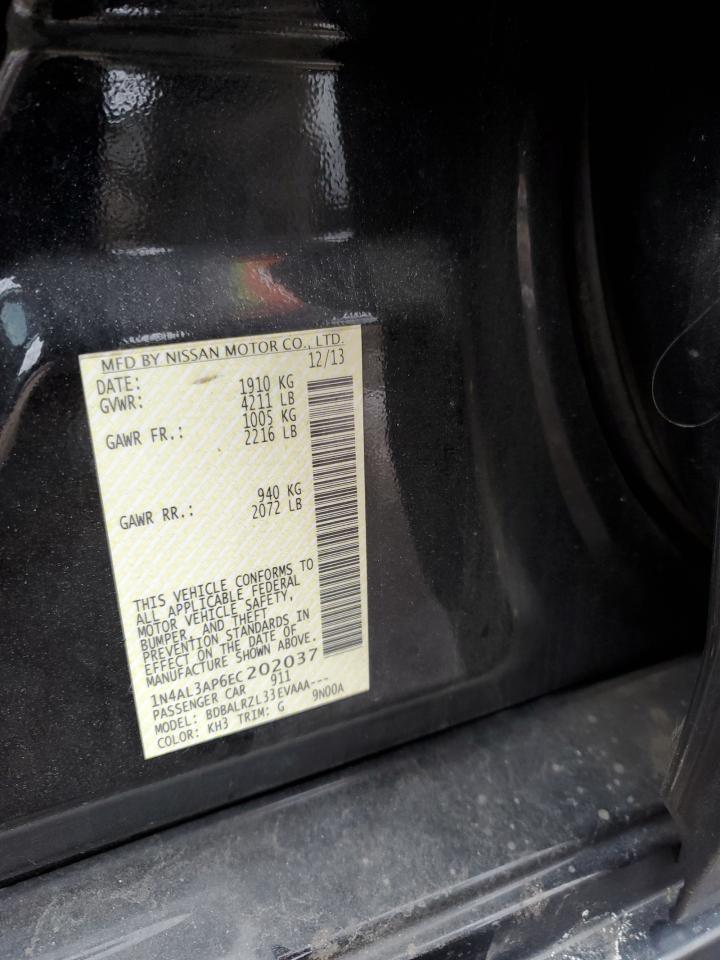 MFD BY NISSAN MOTOR CO., LTD.
DATE: 12/13
GVWR: 1910 KG
4211 LB
GAWR FR.: 1005 KG
2216 LB
GAWR RR.: 940 KG
2072 LB
THIS VEHICLE CONFORMS TO
ALL APPLICABLE FEDERAL
MOTOR VEHICLE SAFETY,
BUMPER, AND THEFT
PREVENTION STANDARDS IN
EFFECT ON THE DATE OF
MANUFACTURE SHOWN ABOVE.
1N4AL3AP6EC202037
PASSENGER CAR 911
MODEL: BDBALRZL33EVAAA---
COLOR: KH3 TRIM: G 9N00A